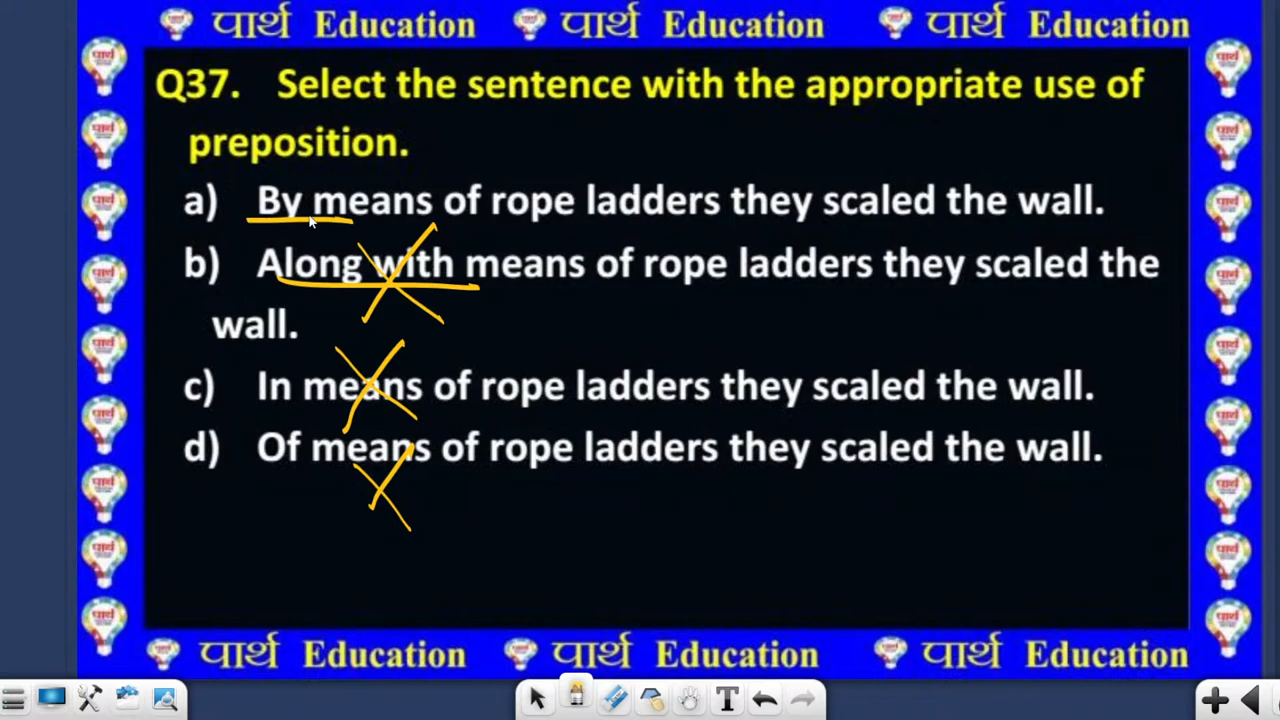 पार्थ Education पार्थ Education पार्थ Education
Q37. Select the sentence with the appropriate use of
preposition.
a) By means of rope ladders they scaled the wall.
b) Along with means of rope ladders they scaled the
wall.
c) In means of rope ladders they scaled the wall.
d) Of means of rope ladders they scaled the wall.
पार्थ Education पार्थ Education पार्थ Education